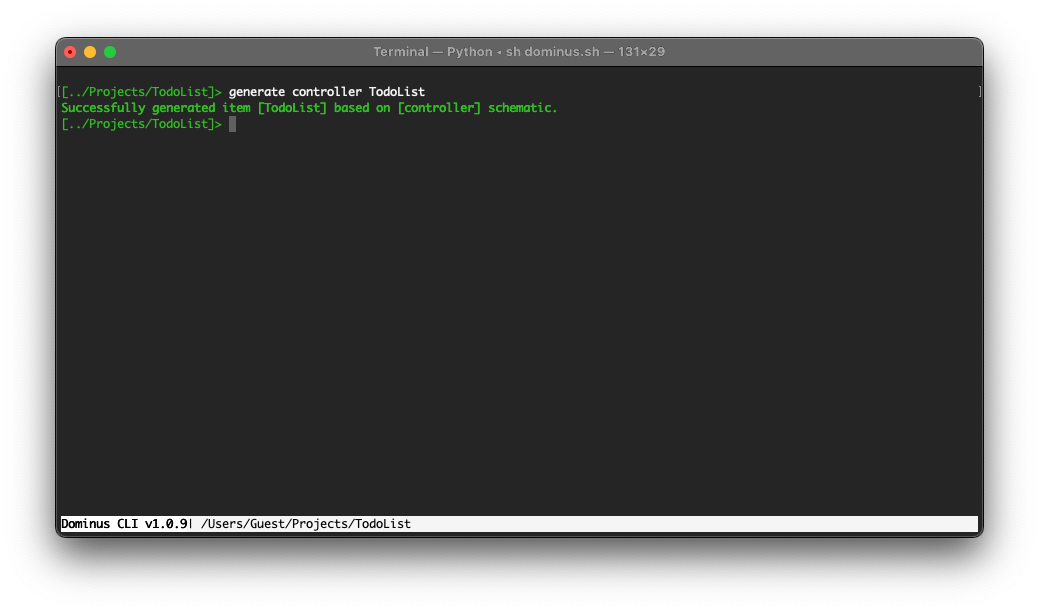 Terminal — Python ◂ sh dominus.sh — 131×29
[[../Projects/TodoList]> generate controller TodoList ]
Successfully generated item [TodoList] based on [controller] schematic.
[../Projects/TodoList]>
Dominus CLI v1.0.9| /Users/Guest/Projects/TodoList